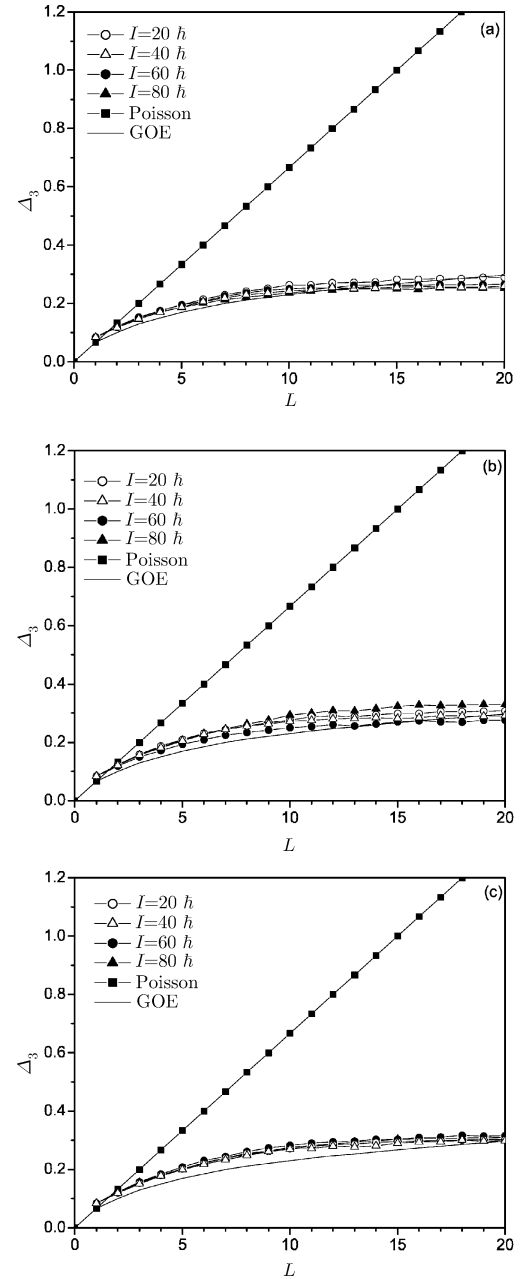 (a)
I=20 ħ
I=40 ħ
I=60 ħ
I=80 ħ
Poisson
GOE
Δ₃
1.2
1.0
0.8
0.6
0.4
0.2
0.0
0 5 10 15 20
L
(b)
I=20 ħ
I=40 ħ
I=60 ħ
I=80 ħ
Poisson
GOE
Δ₃
1.2
1.0
0.8
0.6
0.4
0.2
0.0
0 5 10 15 20
L
(c)
I=20 ħ
I=40 ħ
I=60 ħ
I=80 ħ
Poisson
GOE
Δ₃
1.2
1.0
0.8
0.6
0.4
0.2
0.0
0 5 10 15 20
L